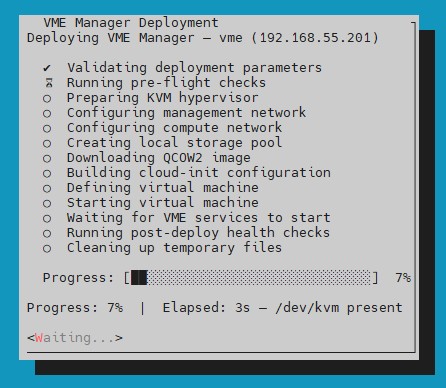 VME Manager Deployment
Deploying VME Manager — vme (192.168.55.201)
✔ Validating deployment parameters
⌛ Running pre-flight checks
○ Preparing KVM hypervisor
○ Configuring management network
○ Configuring compute network
○ Creating local storage pool
○ Downloading QCOW2 image
○ Building cloud-init configuration
○ Defining virtual machine
○ Starting virtual machine
○ Waiting for VME services to start
○ Running post-deploy health checks
○ Cleaning up temporary files
Progress: [██░░░░░░░░░░░░░░░░░░░░░░░░░░░░] 7%
Progress: 7% | Elapsed: 3s — /dev/kvm present
<Waiting...>